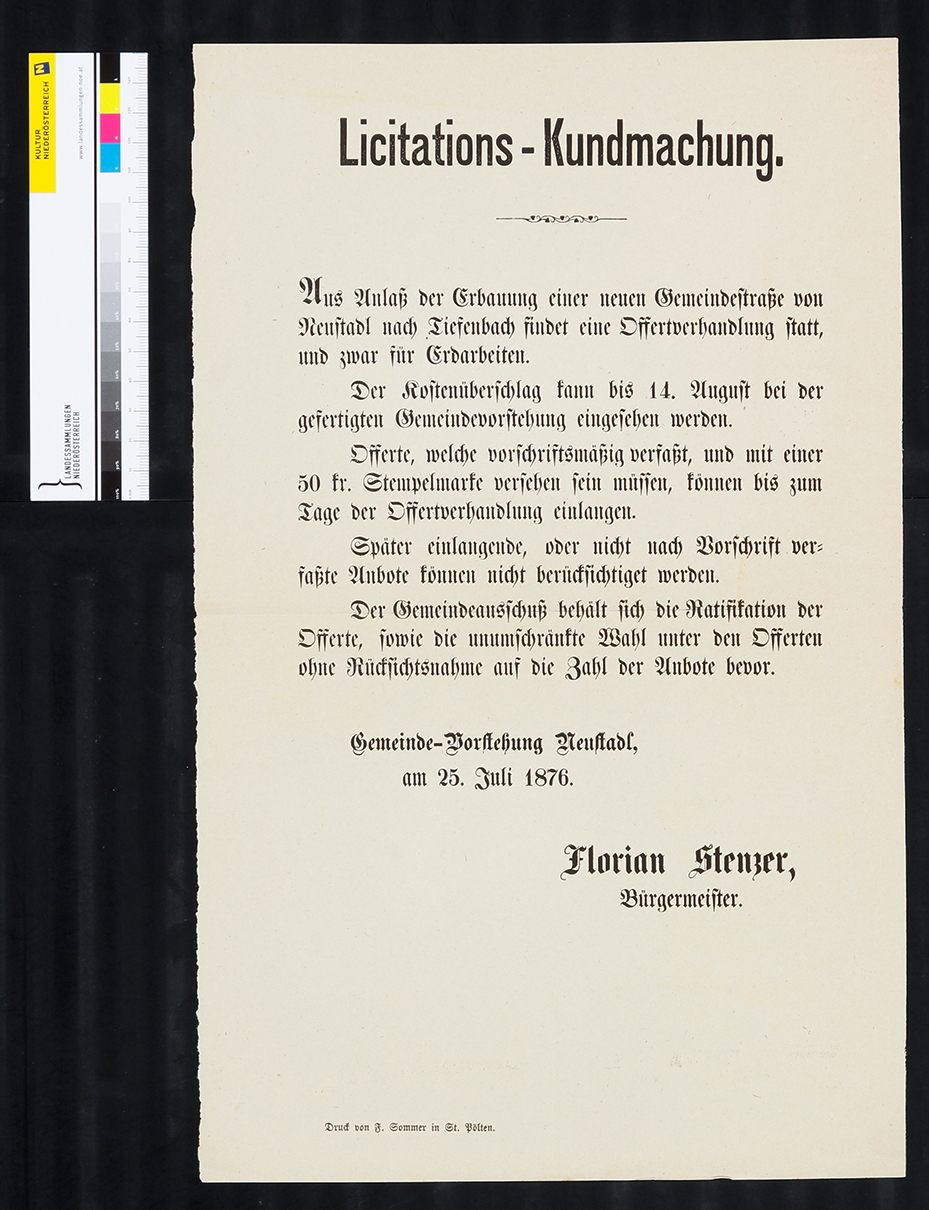 Licitations - Kundmachung.
Aus Anlaß der Erbauung einer neuen Gemeindestraße von
Neustadl nach Tiefenbach findet eine Offertverhandlung statt,
und zwar für Erdarbeiten.
Der Kostenüberschlag kann bis 14. August bei der
gefertigten Gemeindevorstehung eingesehen werden.
Offerte, welche vorschriftsmäßig verfaßt, und mit einer
50 kr. Stempelmarke versehen sein müssen, können bis zum
Tage der Offertverhandlung einlangen.
Später einlangende, oder nicht nach Vorschrift ver-
faßte Anbote können nicht berücksichtiget werden.
Der Gemeindeausschuß behält sich die Ratifikation der
Offerte, sowie die unumschränkte Wahl unter den Offerten
ohne Rücksichtsnahme auf die Zahl der Anbote bevor.
Gemeinde-Vorstehung Neustadl,
am 25. Juli 1876.
Florian Stenzer,
Bürgermeister.
Druck von F. Sommer in St. Pölten.
KULTUR
NIEDERÖSTERREICH
N
www.landessammlungen-noe.at
LANDESSAMMLUNGEN
NIEDERÖSTERREICH